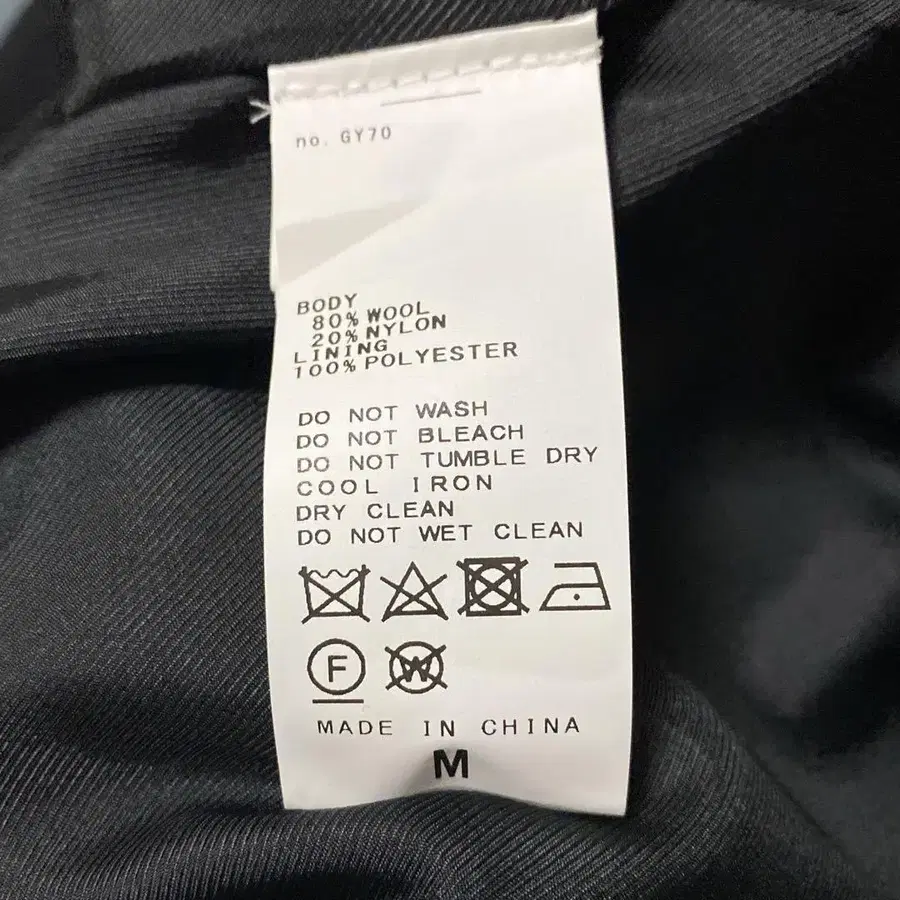 no. GY70
BODY
80% WOOL
20% NYLON
LINING
100% POLYESTER
DO NOT WASH
DO NOT BLEACH
DO NOT TUMBLE DRY
COOL IRON
DRY CLEAN
DO NOT WET CLEAN
F W
MADE IN CHINA
M